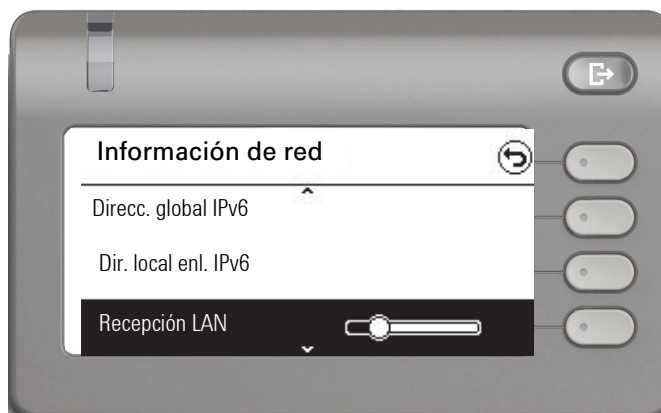 Información de red
Direcc. global IPv6
Dir. local enl. IPv6
Recepción LAN